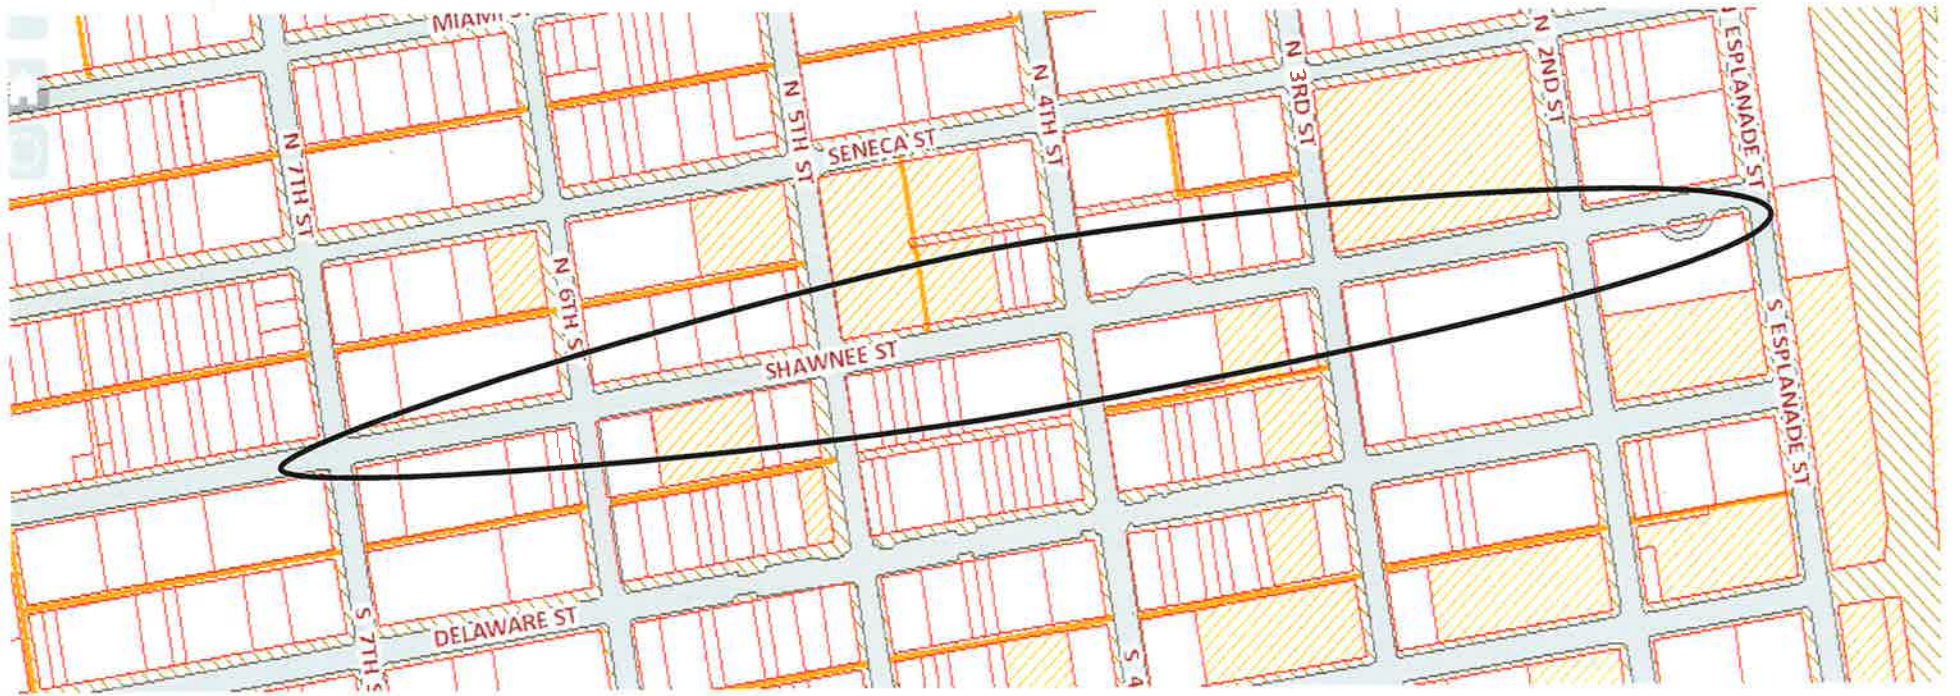 MIAMI S
N 7TH ST
N 6TH S
N 5TH ST
SENECA ST
N 4TH ST
N 3RD ST
N 2ND ST
ESPLANADE ST
SHAWNEE ST
S ESPLANADE ST
DELAWARE ST
S 7TH S
S 4